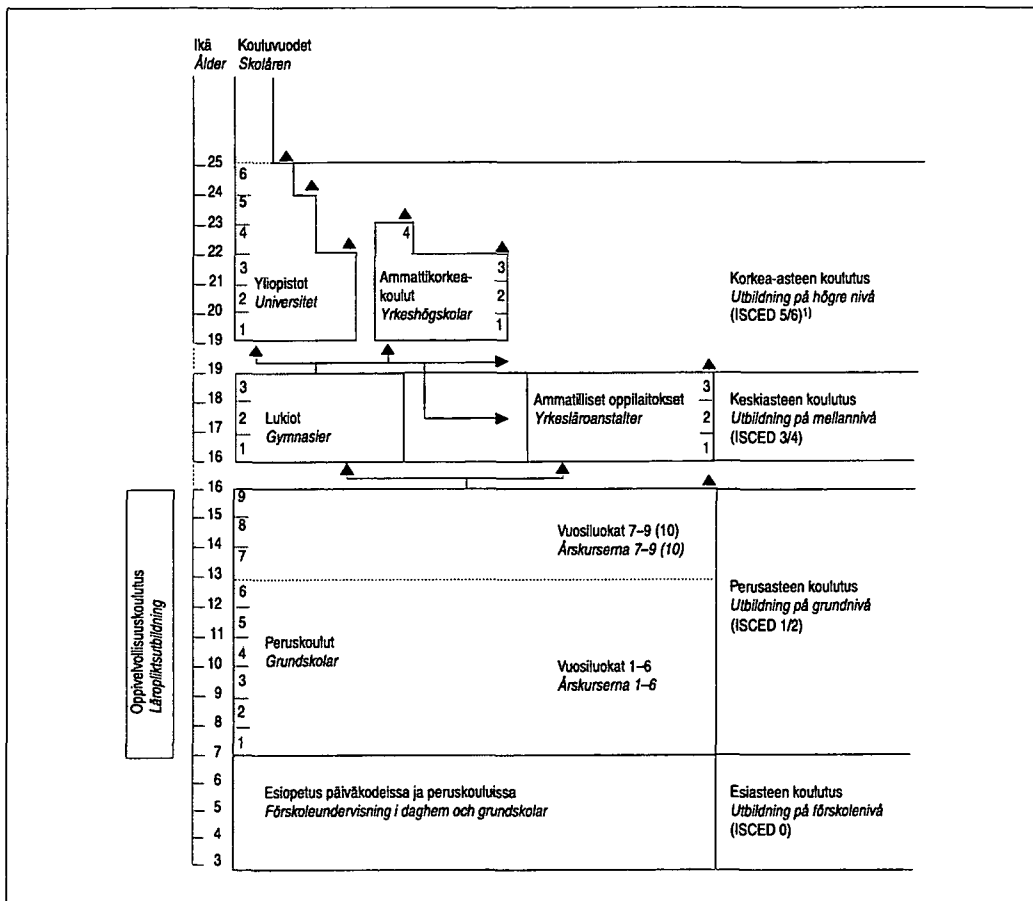 Ikä Kouluvuodet
Ålder Skolåren
25
6
24
5
23
4
22
3
21
2
20
1
19
Yliopistot
Universitet
4
Ammattikorkea-
koulut
Yrkeshögskolar
3
2
1
Korkea-asteen koulutus
Utbildning på högre nivå
(ISCED 5/6)1)
19
3
18
2
17
1
16
Lukiot
Gymnasier
Ammatilliset oppilaitokset
Yrkesläroanstalter
3
2
1
Keskiasteen koulutus
Utbildning på mellannivå
(ISCED 3/4)
Oppivelvollisuuskoulutus
Läropliktsutbildning
16
9
15
8
14
7
13
6
12
5
11
4
10
3
9
2
8
1
7
Vuosiluokat 7–9 (10)
Årskurserna 7–9 (10)
Peruskoulut
Grundskolar
Vuosiluokat 1–6
Årskurserna 1–6
Perusasteen koulutus
Utbildning på grundnivå
(ISCED 1/2)
6
5
4
3
Esiopetus päiväkodeissa ja peruskouluissa
Förskoleundervisning i daghem och grundskolar
Esiasteen koulutus
Utbildning på förskolenivå
(ISCED 0)